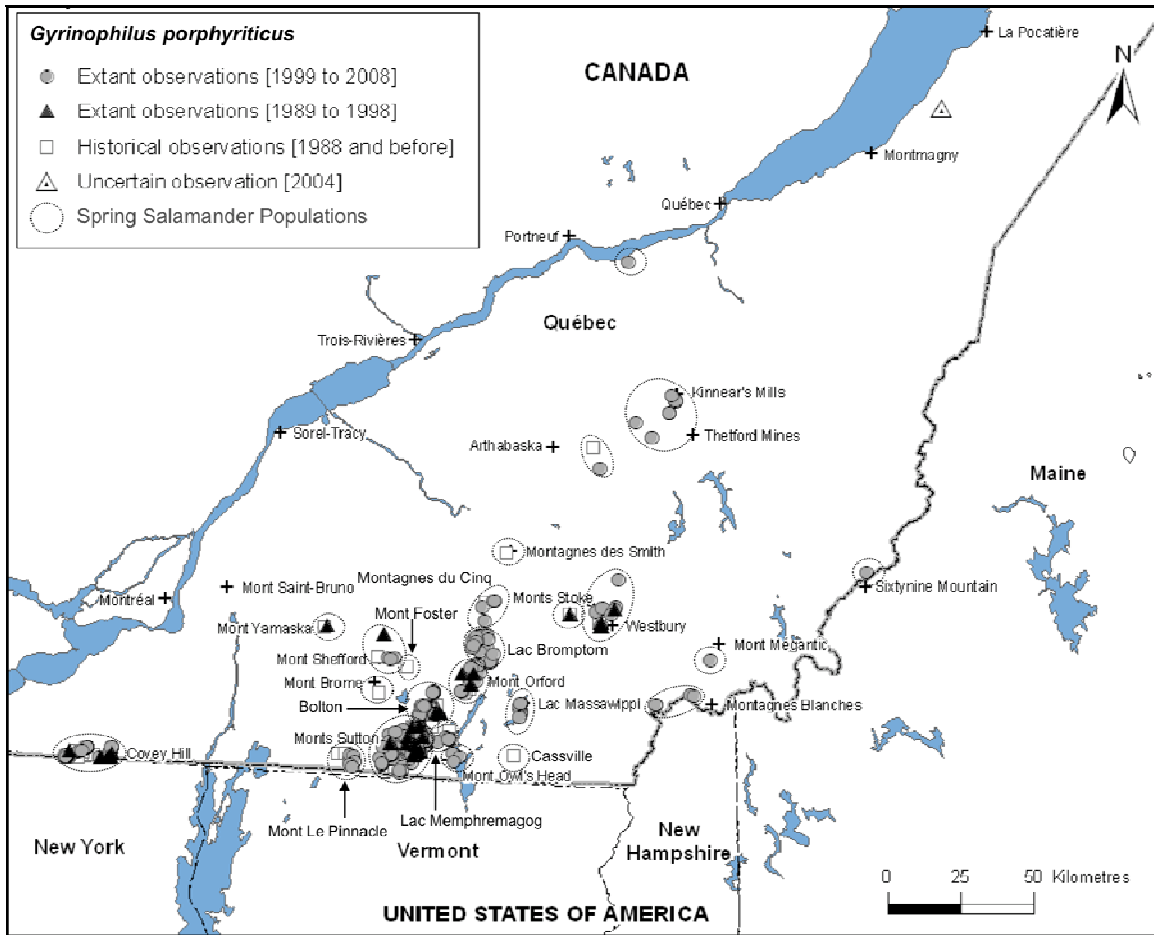 Gyrinophilus porphyriticus
Extant observations [1999 to 2008]
Extant observations [1989 to 1998]
Historical observations [1988 and before]
Uncertain observation [2004]
Spring Salamander Populations
La Pocatière
CANADA
N
Montmagny
Québec
Portneuf
Québec
Trois-Rivières
Kinnear's Mills
Sorel-Tracy
Arthabaska
Thetford Mines
Maine
Montagnes des Smith
Montagnes du Cinq
Mont Saint-Bruno
Montréal
Monts Stoke
Sixtynine Mountain
Mont Foster
Mont Yamaska
Westbury
Mont Mégantic
Lac Bromptom
Mont Shefford
Mont Brome
Mont Orford
Bolton
Lac Massawippi
Montagnes Blanches
Monts Sutton
Covey Hill
Cassville
Mont Owl's Head
Mont Le Pinnacle
Lac Memphremagog
New York
Vermont
New
Hampshire
0 25 50 Kilometres
UNITED STATES OF AMERICA